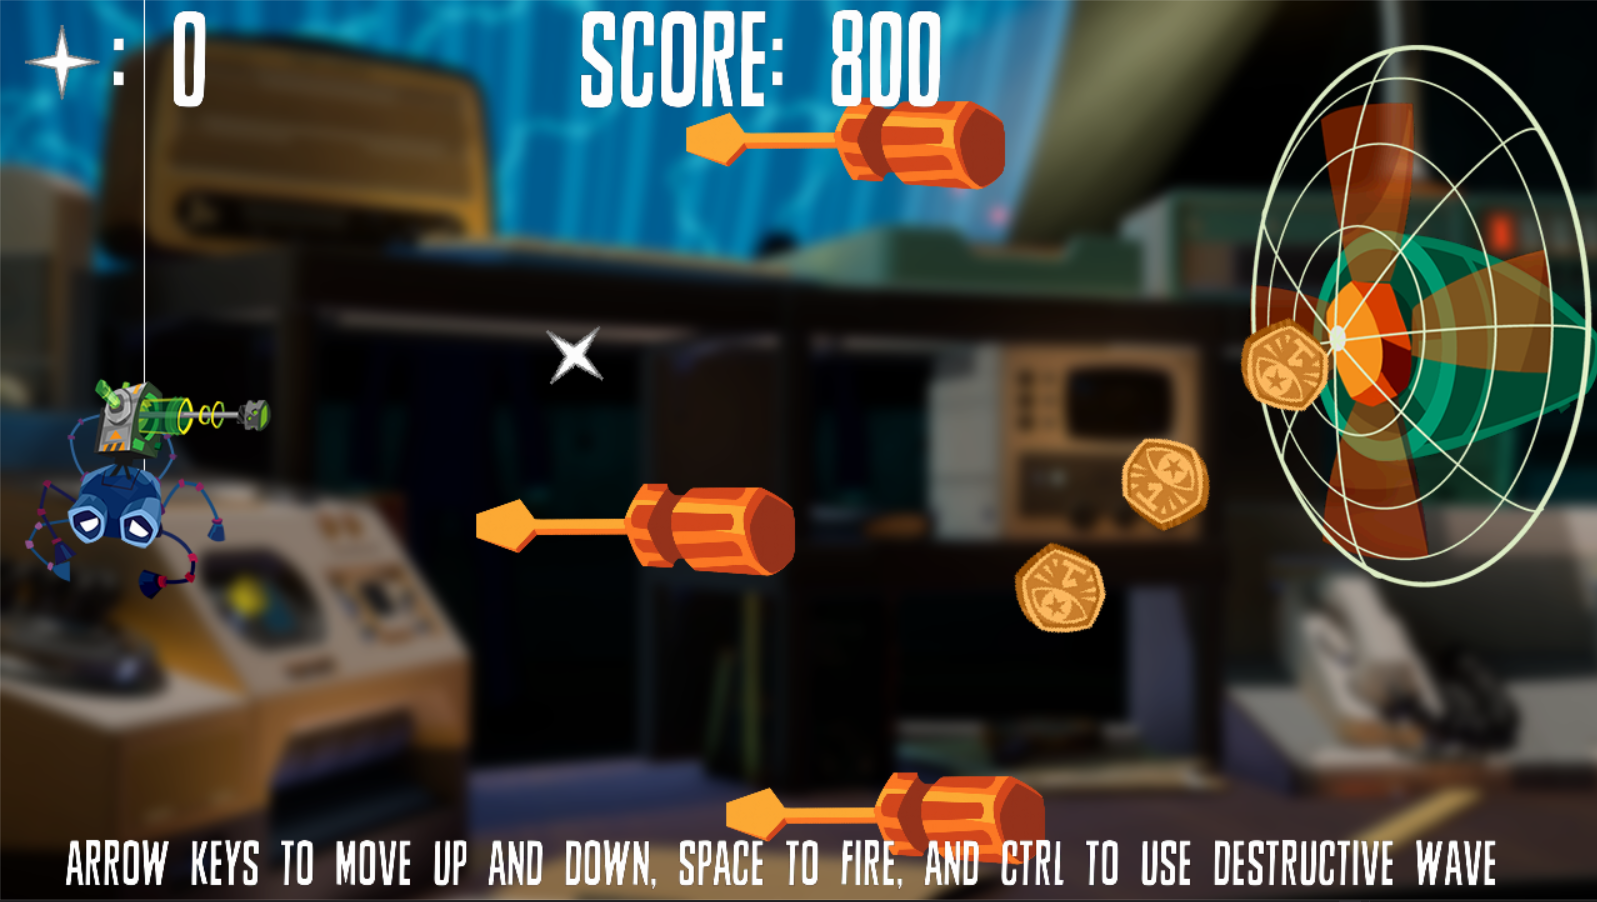 : 0
SCORE: 800
ARROW KEYS TO MOVE UP AND DOWN, SPACE TO FIRE, AND CTRL TO USE DESTRUCTIVE WAVE